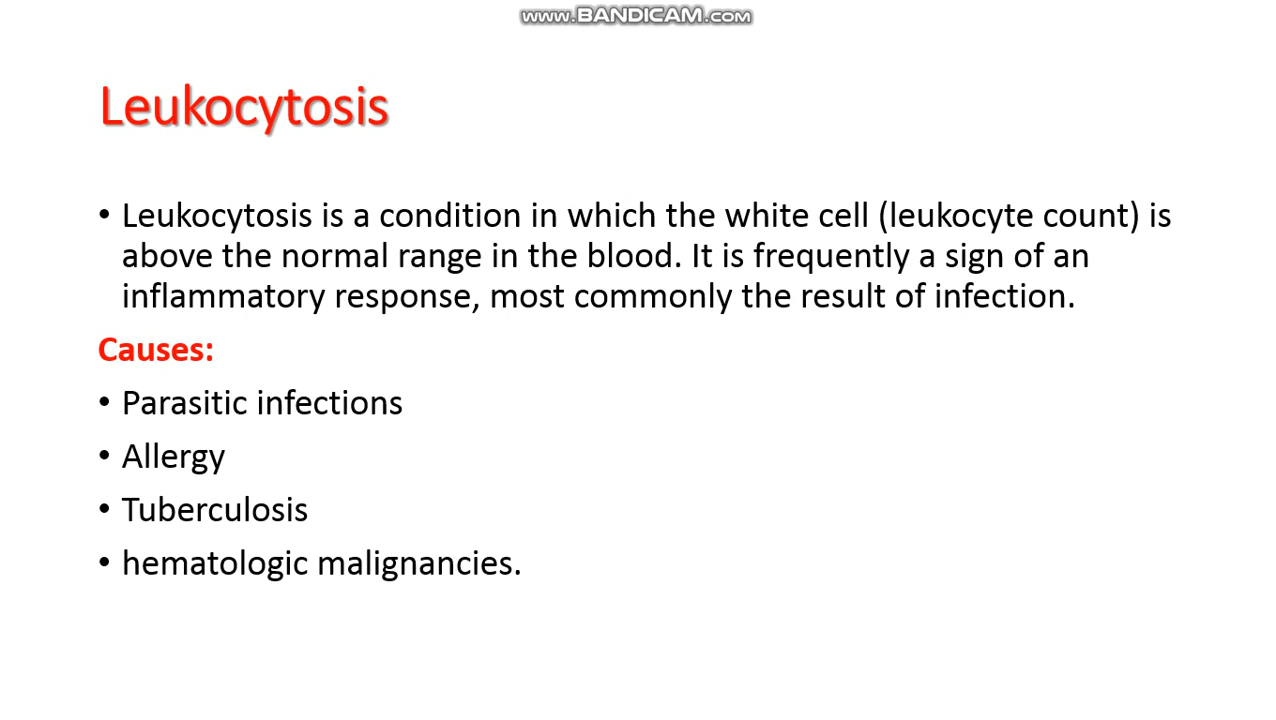 www.BANDICAM.com
Leukocytosis
• Leukocytosis is a condition in which the white cell (leukocyte count) is
above the normal range in the blood. It is frequently a sign of an
inflammatory response, most commonly the result of infection.
Causes:
• Parasitic infections
• Allergy
• Tuberculosis
• hematologic malignancies.